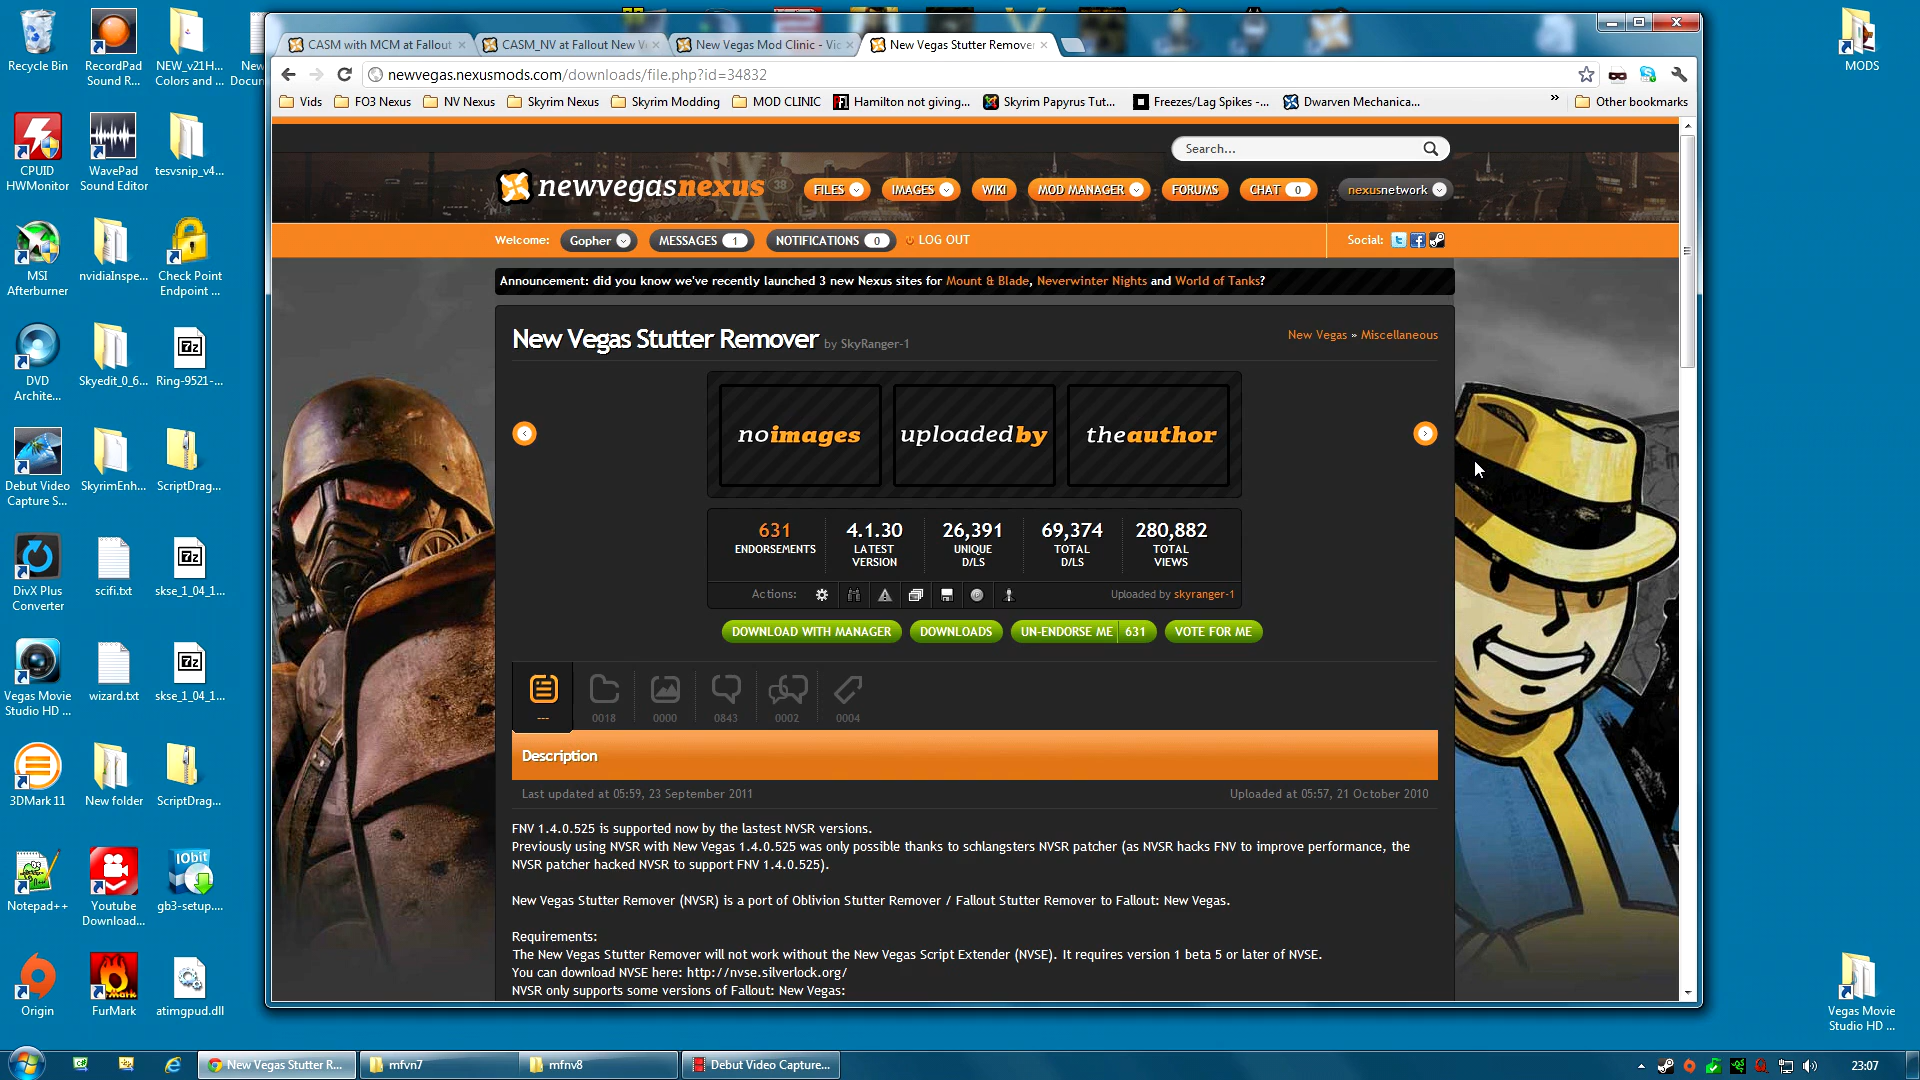 Recycle Bin
RecordPad
Sound R...
NEW_v21H...
Colors and ...
New
Docum
CPUID
HWMonitor
WavePad
Sound Editor
tesvsnip_v4...
MSI
Afterburner
nvidiaInspe...
Check Point
Endpoint ...
DVD
Archite...
Skyedit_0_6...
Ring-9521-...
Debut Video
Capture S...
SkyrimEnh...
ScriptDrag...
DivX Plus
Converter
scifi.txt
skse_1_04_1...
Vegas Movie
Studio HD ...
wizard.txt
skse_1_04_1...
3DMark 11
New folder
ScriptDrag...
Notepad++
Youtube
Download...
gb3-setup....
Origin
FurMark
atimgpud.dll
MODS
Vegas Movie
Studio HD ...
CASM with MCM at Fallout
CASM_NV at Fallout New V
New Vegas Mod Clinic - Vic
New Vegas Stutter Remover
newvegas.nexusmods.com/downloads/file.php?id=34832
Vids
FO3 Nexus
NV Nexus
Skyrim Nexus
Skyrim Modding
MOD CLINIC
Hamilton not giving...
Skyrim Papyrus Tut...
Freezes/Lag Spikes -...
Dwarven Mechanica...
»
Other bookmarks
Search...
newvegasnexus
38
FILES
IMAGES
WIKI
MOD MANAGER
FORUMS
CHAT 0
nexusnetwork
Welcome:
Gopher
MESSAGES 1
NOTIFICATIONS 0
LOG OUT
Social:
Announcement: did you know we've recently launched 3 new Nexus sites for Mount & Blade, Neverwinter Nights and World of Tanks?
New Vegas Stutter Remover by SkyRanger-1
New Vegas » Miscellaneous
noimages
uploadedby
theauthor
631
ENDORSEMENTS
4.1.30
LATEST
VERSION
26,391
UNIQUE
D/LS
69,374
TOTAL
D/LS
280,882
TOTAL
VIEWS
Actions:
Uploaded by skyranger-1
DOWNLOAD WITH MANAGER
DOWNLOADS
UN-ENDORSE ME 631
VOTE FOR ME
---
0018
0000
0843
0002
0004
Description
Last updated at 05:59, 23 September 2011
Uploaded at 05:57, 21 October 2010
FNV 1.4.0.525 is supported now by the lastest NVSR versions.
Previously using NVSR with New Vegas 1.4.0.525 was only possible thanks to schlangsters NVSR patcher (as NVSR hacks FNV to improve performance, the
NVSR patcher hacked NVSR to support FNV 1.4.0.525).
New Vegas Stutter Remover (NVSR) is a port of Oblivion Stutter Remover / Fallout Stutter Remover to Fallout: New Vegas.
Requirements:
The New Vegas Stutter Remover will not work without the New Vegas Script Extender (NVSE). It requires version 1 beta 5 or later of NVSE.
You can download NVSE here: http://nvse.silverlock.org/
NVSR only supports some versions of Fallout: New Vegas:
New Vegas Stutter R...
mfvn7
mfnv8
Debut Video Capture...
23:07